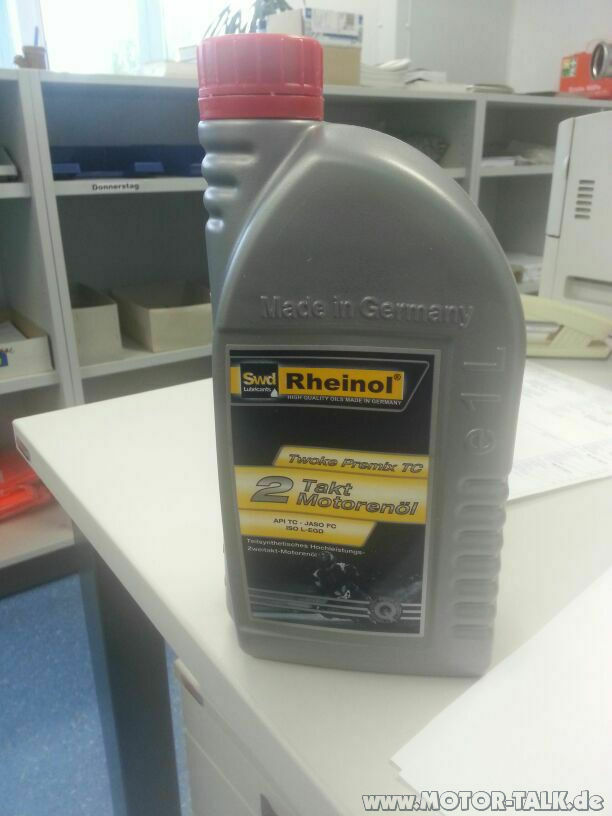 Donnerstag
Made in Germany
Swd Rheinol®
Lubricants
HIGH QUALITY OILS MADE IN GERMANY
Twoke Premix TC
2 Takt
Motorenöl
API TC - JASO FC
ISO L-EGD
Teilsynthetisches Hochleistungs-
Zweitakt-Motorenöl
e 1 L
www.MOTOR-TALK.de